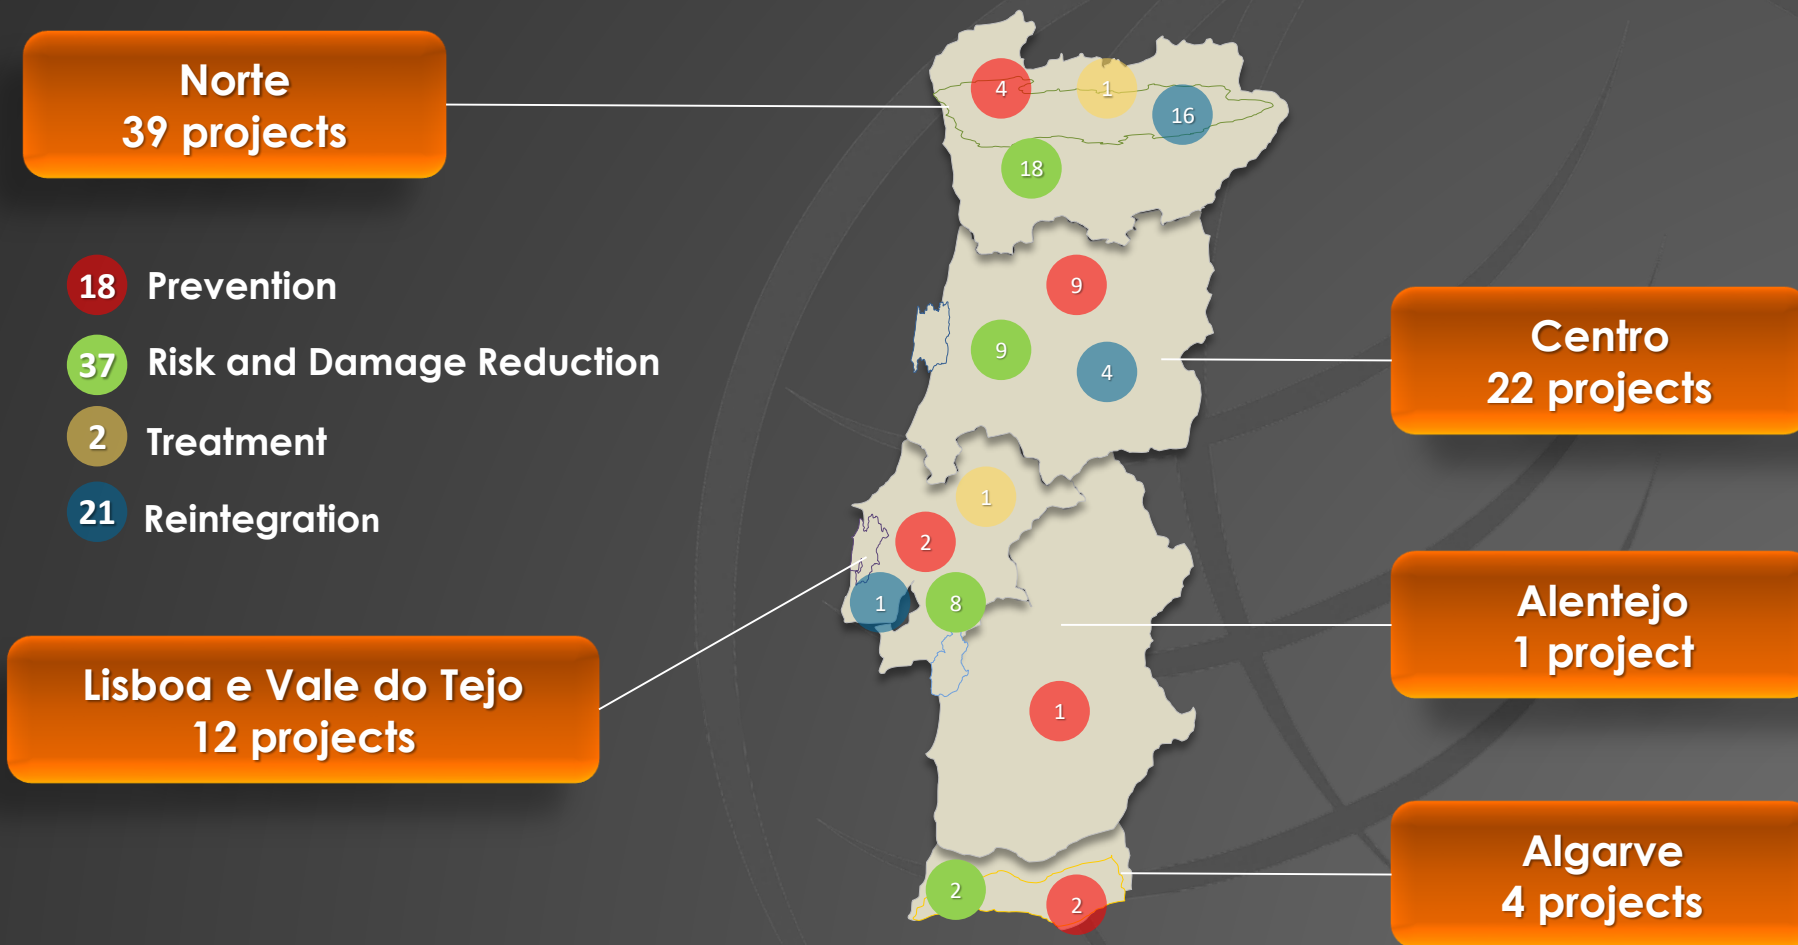 Norte
39 projects
18 Prevention
37 Risk and Damage Reduction
2 Treatment
21 Reintegration
Lisboa e Vale do Tejo
12 projects
4
1
16
18
9
9
4
1
2
1
8
1
2
2
Centro
22 projects
Alentejo
1 project
Algarve
4 projects